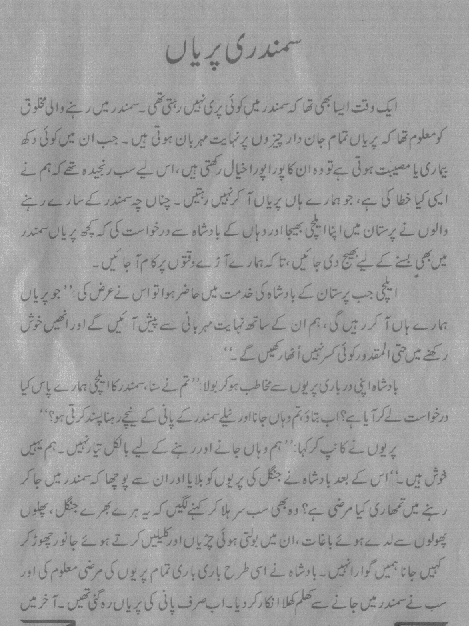 سمندری پریاں
ایک وقت ایسا بھی تھا کہ سمندر میں کوئی پری نہیں رہتی تھی۔ سمندر میں رہنے والی مخلوق
کو معلوم تھا کہ پریاں تمام جان دار چیزوں پر نہایت مہربان ہوتی ہیں۔ جب ان میں کوئی دکھ
بیماری یا مصیبت ہوتی ہے تو وہ ان کا پورا پورا خیال رکھتی ہیں، اس لیے سب رنجیدہ تھے کہ ہم نے
ایسی کیا خطا کی ہے، جو ہمارے ہاں پریاں آ کر نہیں رہتیں۔ چناں چہ سمندر کے سارے رہنے
والوں نے پرستان میں اپنا ایلچی بھیجا اور وہاں کے بادشاہ سے درخواست کی کہ کچھ پریاں سمندر
میں بھی بسنے کے لیے بھیج دی جائیں، تا کہ ہمارے آڑے وقتوں پر کام آ جائیں۔
ایلچی جب پرستان کے بادشاہ کی خدمت میں حاضر ہوا تو اس نے عرض کی: ’’جو پریاں
ہمارے ہاں آ کر رہیں گی، ہم ان کے ساتھ نہایت مہربانی سے پیش آئیں گے اور انھیں خوش
رکھنے میں حتی المقدور کوئی کسر نہیں اُٹھا رکھیں گے۔‘‘
بادشاہ اپنی درباری پریوں سے مخاطب ہو کر بولا: ’’تم نے سنا، سمندر کا ایلچی ہمارے پاس کیا
درخواست لے کر آیا ہے؟ اب بتاؤ، تم وہاں جانا اور نیلے سمندر کے پانی کے نیچے رہنا پسند کرتی ہو؟‘‘
پریوں نے کانپ کر کہا: ’’ہم وہاں جانے اور رہنے کے لیے بالکل تیار نہیں۔ ہم یہیں
خوش ہیں۔‘‘ اس کے بعد بادشاہ نے جنگل کی پریوں کو بلایا اور ان سے پوچھا کہ سمندر میں جا کر
رہنے میں تمھاری کیا مرضی ہے؟ وہ بھی سب سر ہلا کر کہنے لگیں کہ یہ ہرے بھرے جنگل، پھلوں
پھولوں سے لدے ہوئے باغات، ان میں بولتی ہوئی چڑیاں اور کلیلیں کرتے ہوئے جانور چھوڑ کر
کہیں جانا ہمیں گوارا نہیں۔ بادشاہ نے اسی طرح باری باری تمام پریوں کی مرضی معلوم کی اور
سب نے سمندر میں جانے سے کھلم کھلا انکار کر دیا۔ اب صرف پانی کی پریاں رہ گئی تھیں۔ آخر میں